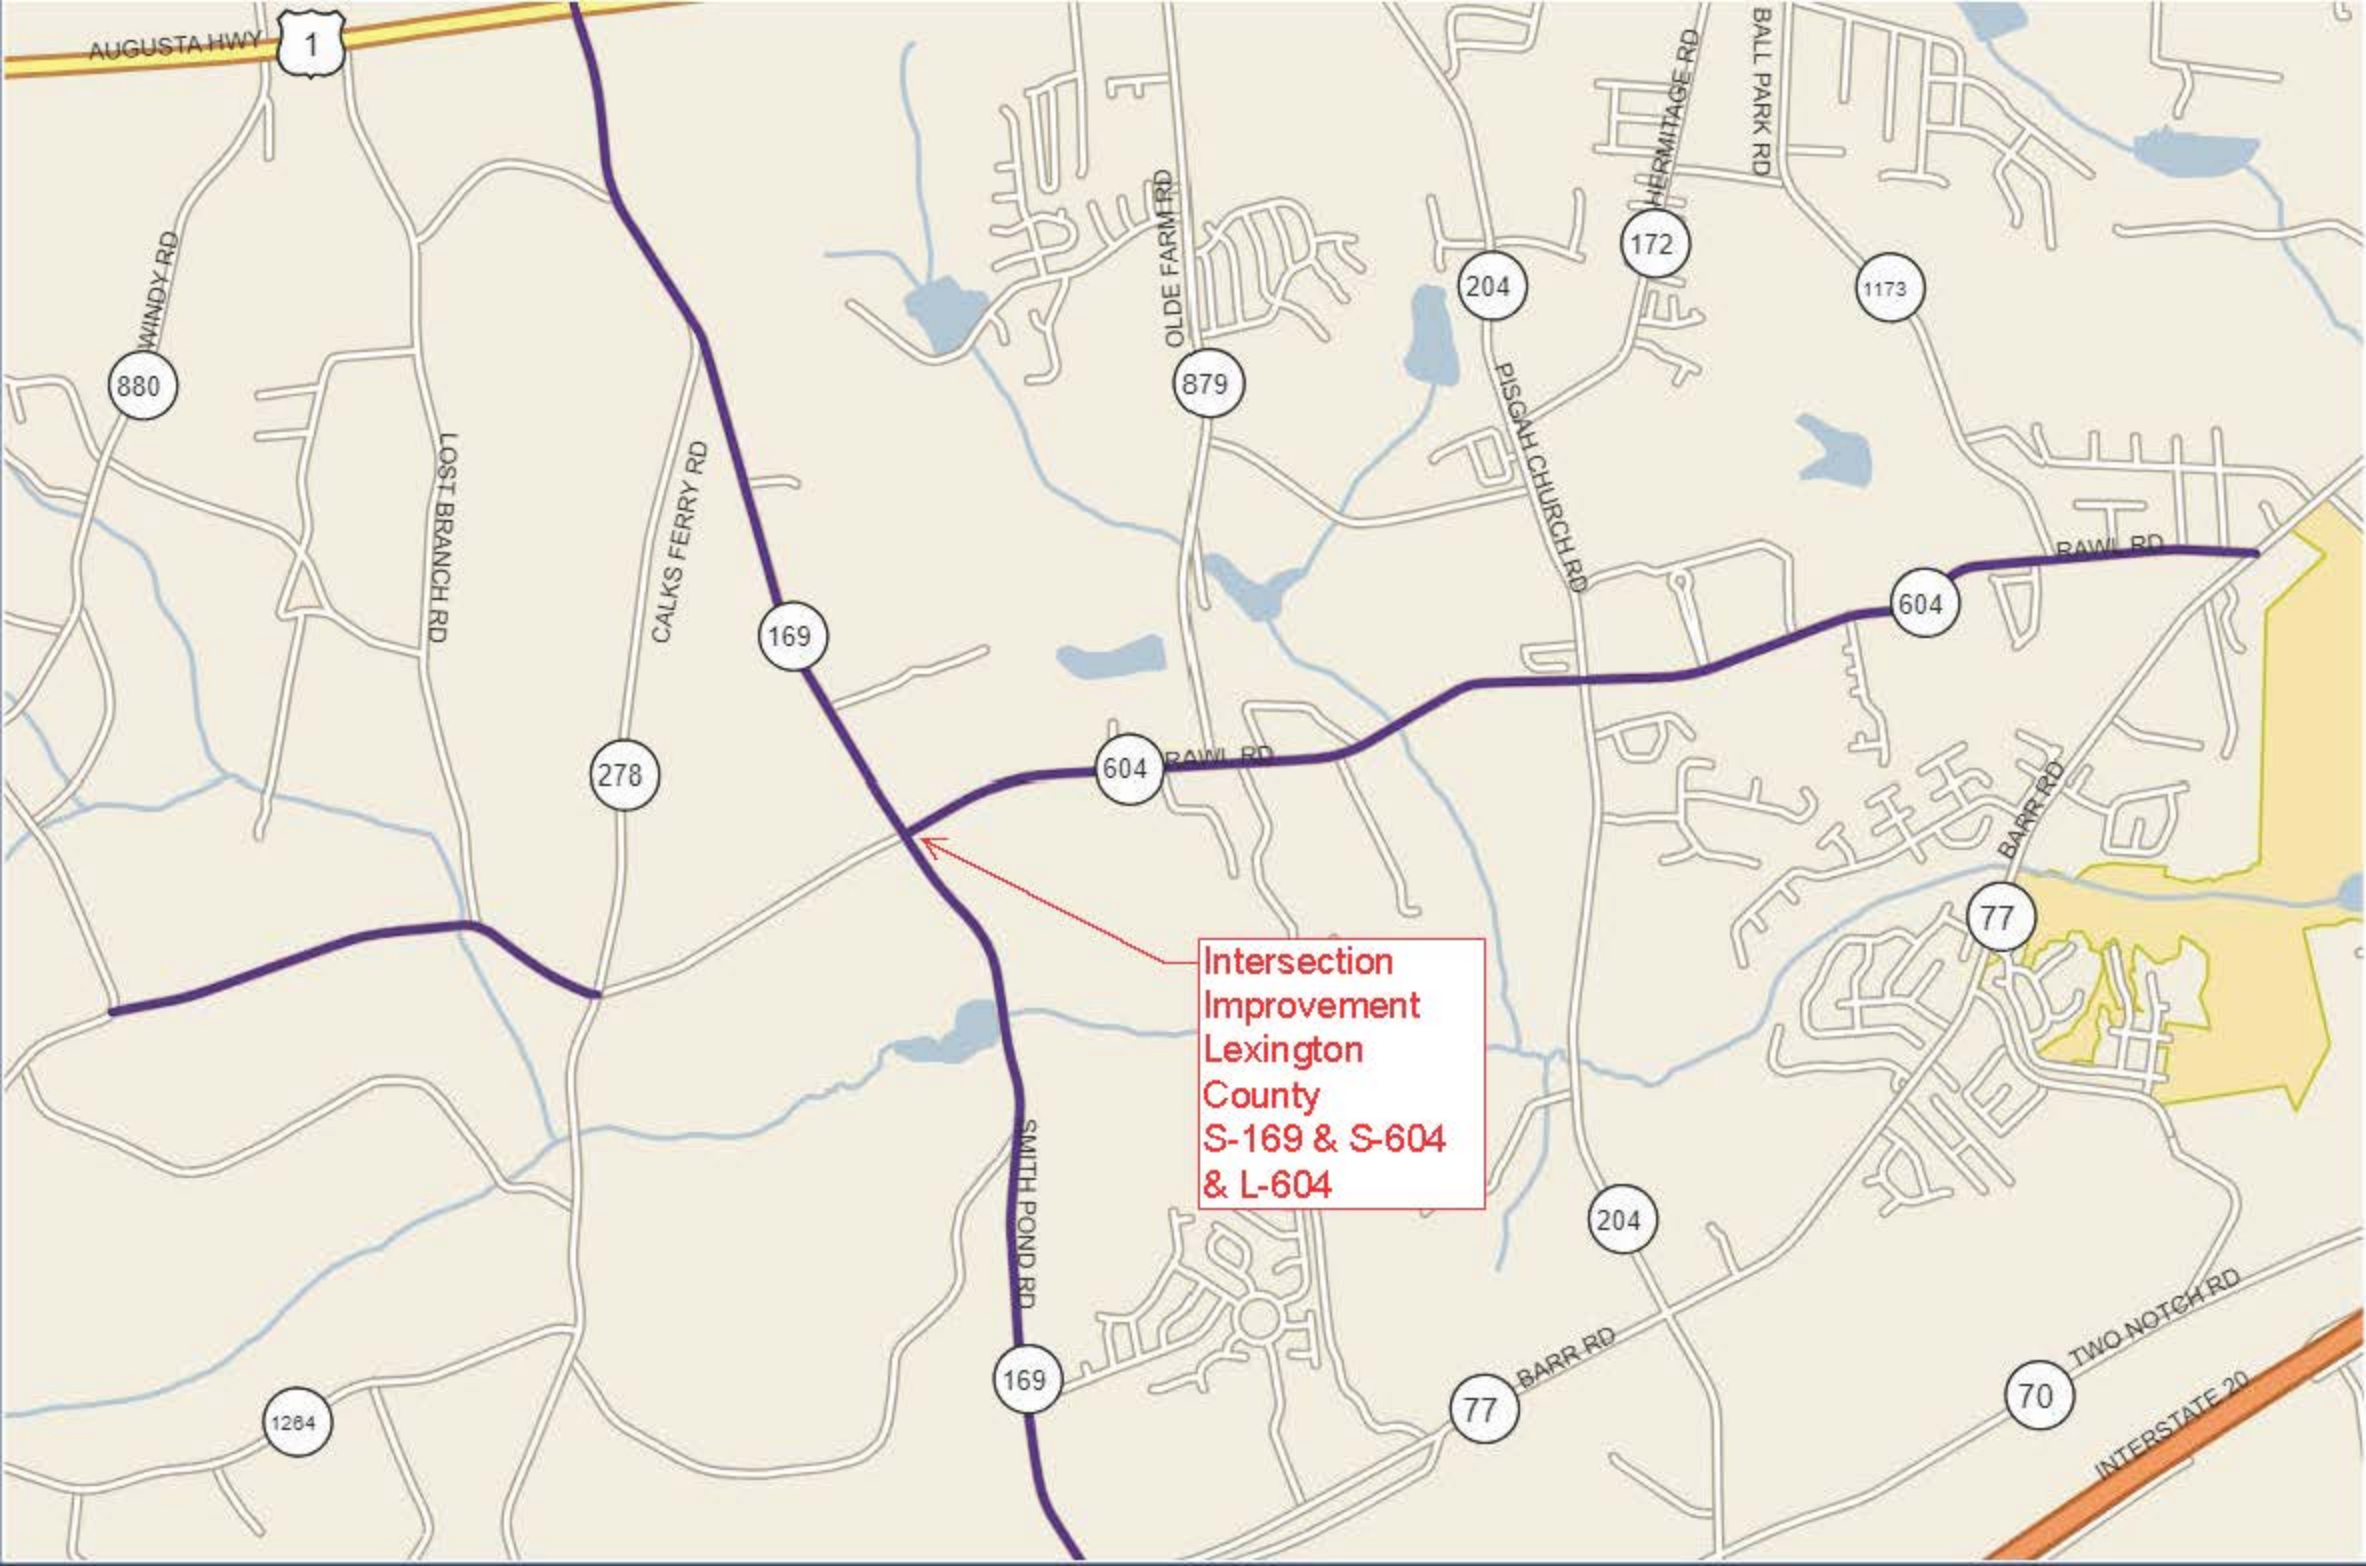 AUGUSTA HWY
1
HERMITAGE RD
BALL PARK RD
WINDY RD
OLDE FARM RD
172
204
1173
880
879
LOST BRANCH RD
CALKS FERRY RD
PISGAH CHURCH RD
RAWL RD
604
169
278
604
RAWL RD
BARR RD
77
Intersection
Improvement
Lexington
County
S-169 & S-604
& L-604
SMITH POND RD
204
169
BARR RD
77
TWO NOTCH RD
70
INTERSTATE 20
1264